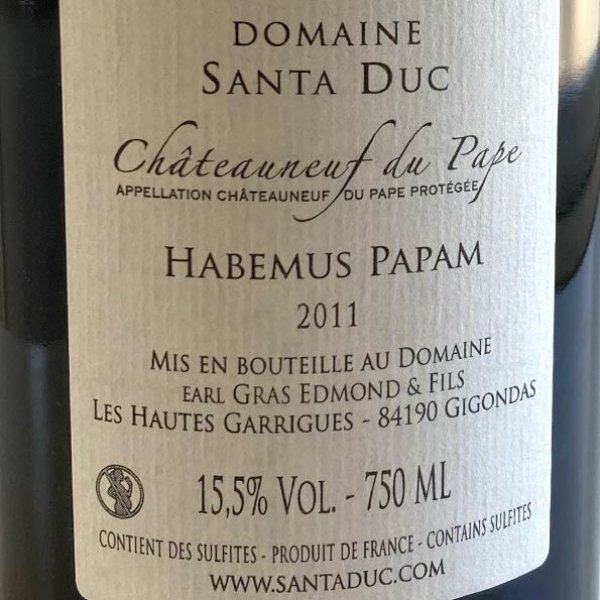 DOMAINE
SANTA DUC
Châteauneuf du Pape
APPELLATION CHÂTEAUNEUF DU PAPE PROTÉGÉE
HABEMUS PAPAM
2011
MIS EN BOUTEILLE AU DOMAINE
EARL GRAS EDMOND & FILS
LES HAUTES GARRIGUES - 84190 GIGONDAS
15,5% VOL. - 750 ML
CONTIENT DES SULFITES - PRODUIT DE FRANCE - CONTAINS SULFITES
WWW.SANTADUC.COM